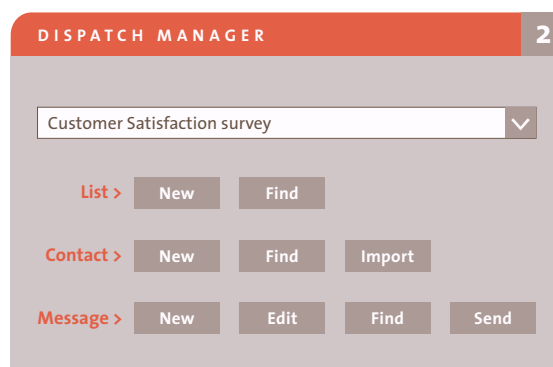 DISPATCH MANAGER 2
Customer Satisfaction survey
List > New Find
Contact > New Find Import
Message > New Edit Find Send